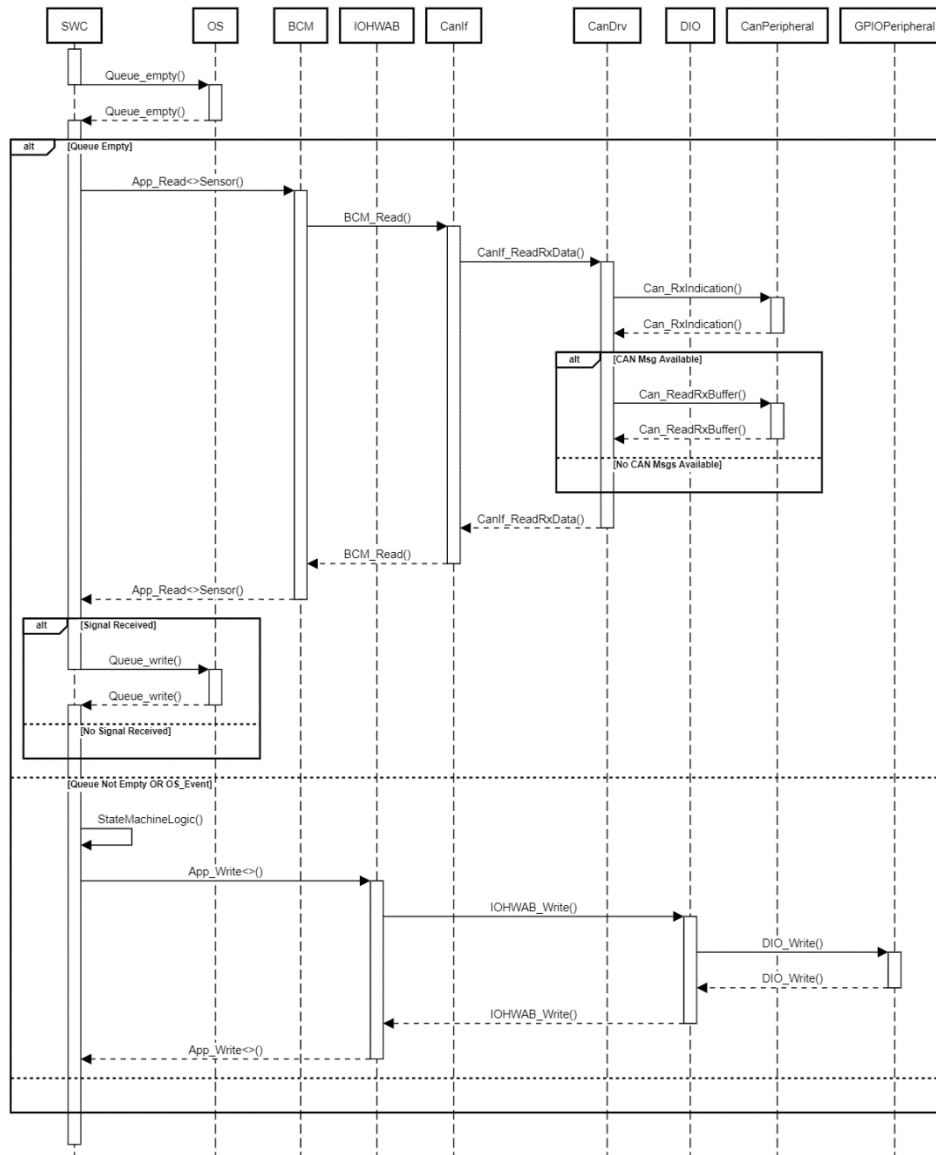 SWC OS BCM IOHWAB CanIf CanDrv DIO CanPeripheral GPIOPeripheral
Queue_empty()
Queue_empty()
alt [Queue Empty]
App_Read<>Sensor()
BCM_Read()
CanIf_ReadRxData()
Can_RxIndication()
Can_RxIndication()
alt [CAN Msg Available]
Can_ReadRxBuffer()
Can_ReadRxBuffer()
[No CAN Msgs Available]
CanIf_ReadRxData()
BCM_Read()
App_Read<>Sensor()
alt [Signal Received]
Queue_write()
Queue_write()
[No Signal Received]
[Queue Not Empty OR OS_Event]
StateMachineLogic()
App_Write<>()
IOHWAB_Write()
DIO_Write()
DIO_Write()
IOHWAB_Write()
App_Write<>()